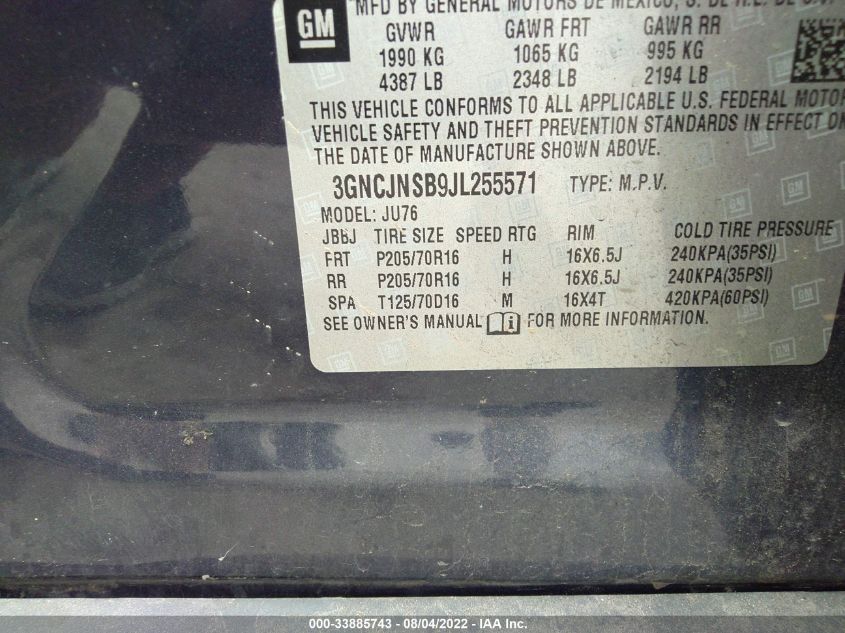 GM
MFD BY GENERAL MOTORS DE MEXICO, S. DE R.L. DE C.V.
GVWR GAWR FRT GAWR RR
1990 KG 1065 KG 995 KG
4387 LB 2348 LB 2194 LB
THIS VEHICLE CONFORMS TO ALL APPLICABLE U.S. FEDERAL MOTOR
VEHICLE SAFETY AND THEFT PREVENTION STANDARDS IN EFFECT ON
THE DATE OF MANUFACTURE SHOWN ABOVE.
3GNCJNSB9JL255571 TYPE: M.P.V.
MODEL: JU76
JBBJ TIRE SIZE SPEED RTG RIM COLD TIRE PRESSURE
FRT P205/70R16 H 16X6.5J 240KPA(35PSI)
RR P205/70R16 H 16X6.5J 240KPA(35PSI)
SPA T125/70D16 M 16X4T 420KPA(60PSI)
SEE OWNER'S MANUAL i FOR MORE INFORMATION.
000-33885743 - 08/04/2022 - IAA Inc.